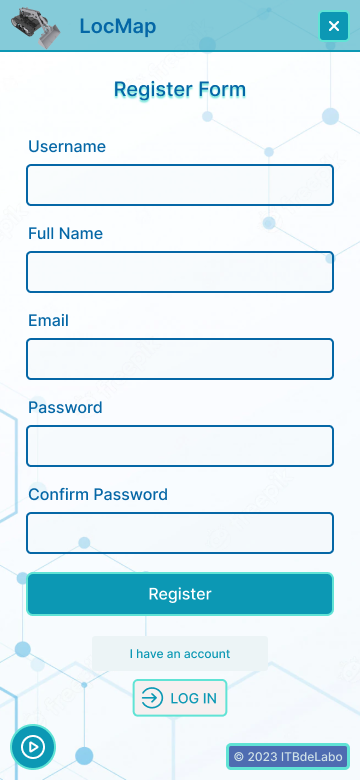 LocMap
Register Form
Username
Full Name
Email
Password
Confirm Password
Register
I have an account
LOG IN
© 2023 ITBdeLabo